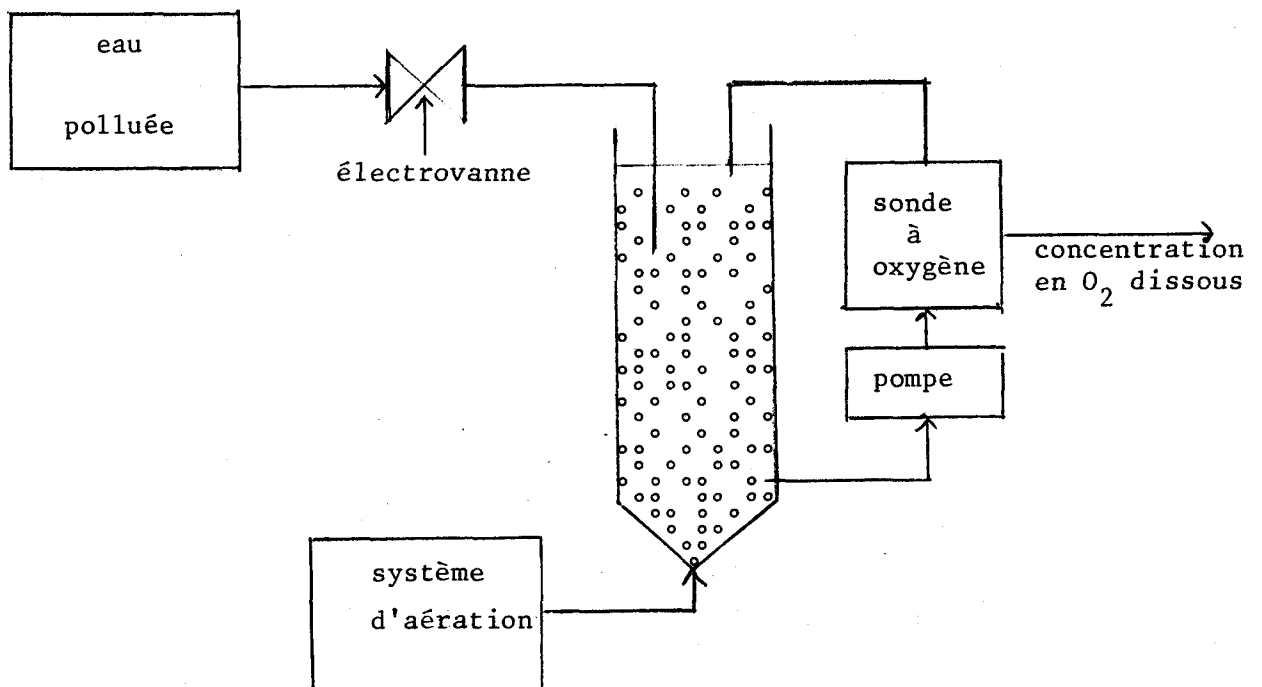 eau
polluée
électrovanne
sonde
à
oxygène
concentration
en O₂ dissous
pompe
système
d'aération